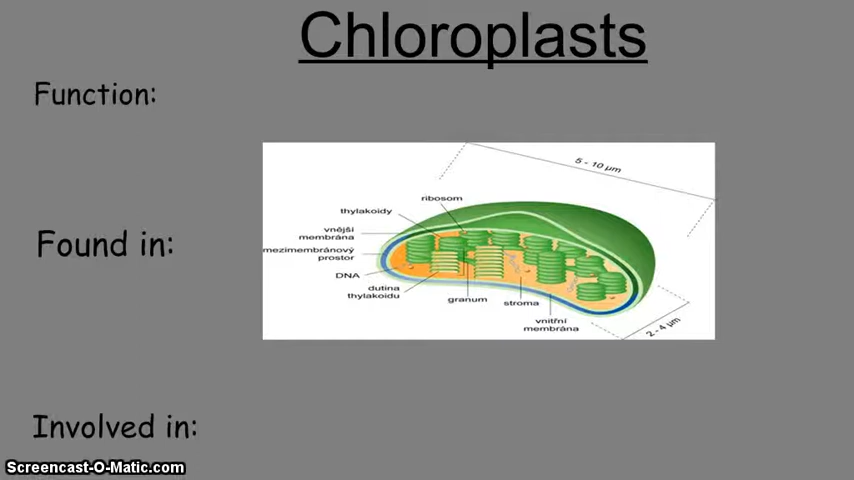 Chloroplasts
Function:
5 - 10 µm
ribosom
thylakoidy
vnější
membrána
mezimembránový
prostor
Found in:
DNA
dutina
thylakoidu
granum
stroma
vnitřní
membrána
2 - 4 µm
Involved in:
Screencast-O-Matic.com